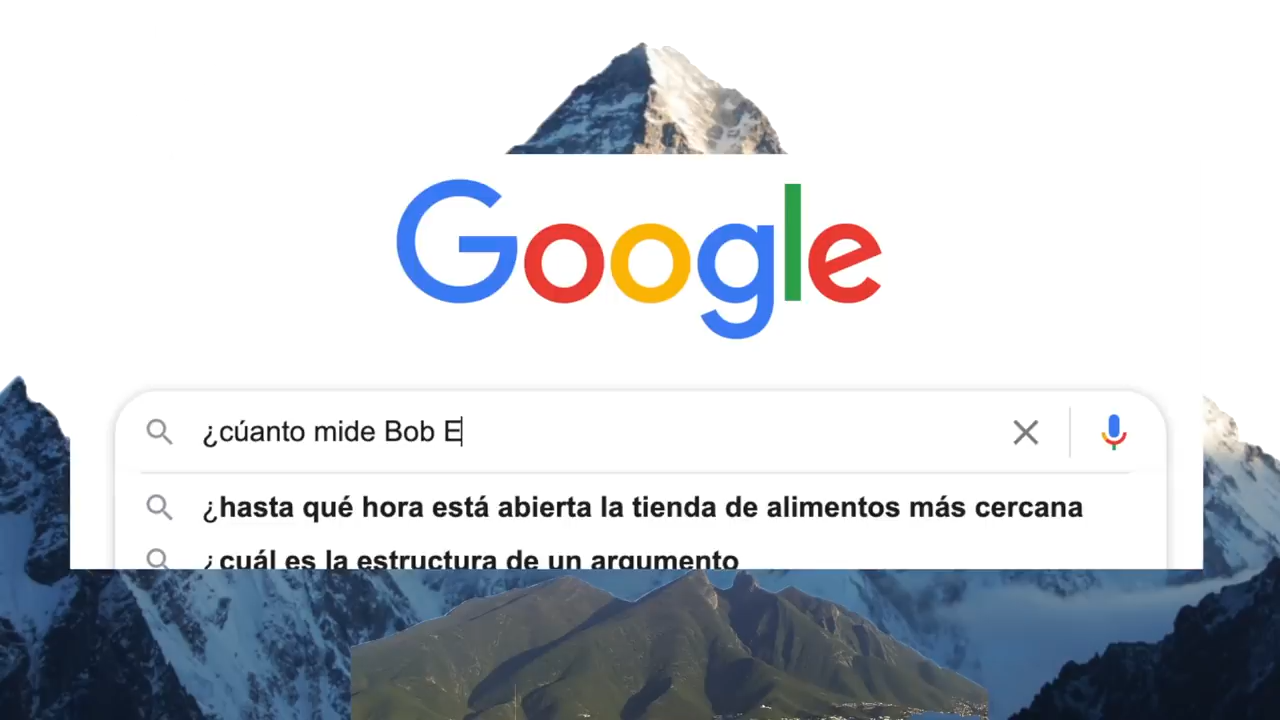 Google
¿cúanto mide Bob E
¿hasta qué hora está abierta la tienda de alimentos más cercana
¿cuál es la estructura de un argumento